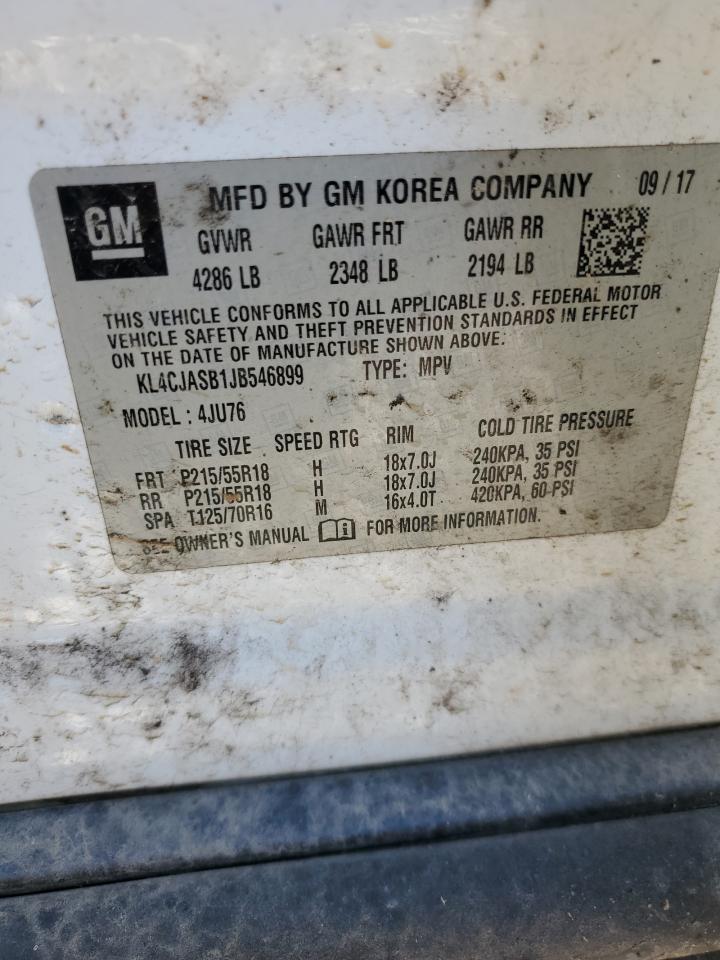 GM MFD BY GM KOREA COMPANY 09/17
GVWR GAWR FRT GAWR RR
4286 LB 2348 LB 2194 LB
THIS VEHICLE CONFORMS TO ALL APPLICABLE U.S. FEDERAL MOTOR
VEHICLE SAFETY AND THEFT PREVENTION STANDARDS IN EFFECT
ON THE DATE OF MANUFACTURE SHOWN ABOVE.
KL4CJASB1JB546899 TYPE: MPV
MODEL : 4JU76
TIRE SIZE SPEED RTG RIM COLD TIRE PRESSURE
FRT P215/55R18 H 18x7.0J 240KPA, 35 PSI
RR P215/55R18 H 18x7.0J 240KPA, 35 PSI
SPA T125/70R16 M 16x4.0T 420KPA, 60 PSI
SEE OWNER'S MANUAL FOR MORE INFORMATION.